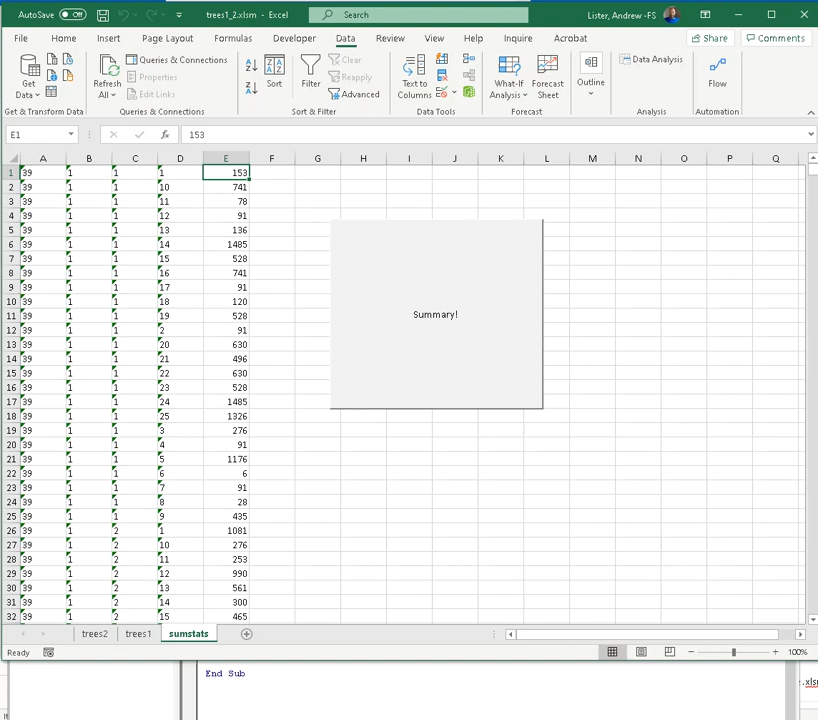 AutoSave Off trees1_2.xlsm - Excel Search Lister, Andrew -FS
File Home Insert Page Layout Formulas Developer Data Review View Help Inquire Acrobat Share Comments
Get Data Refresh All Queries & Connections Properties Edit Links Sort Filter Clear Reapply Advanced Text to Columns What-If Analysis Forecast Sheet Outline Data Analysis Flow
Get & Transform Data Queries & Connections Sort & Filter Data Tools Forecast Analysis Automation
E1 fx 153
A B C D E F G H I J K L M N O P Q
1 39 1 1 1 153
2 39 1 1 10 741
3 39 1 1 11 78
4 39 1 1 12 91
5 39 1 1 13 136
6 39 1 1 14 1485
7 39 1 1 15 528
8 39 1 1 16 741
9 39 1 1 17 91
10 39 1 1 18 120
11 39 1 1 19 528
12 39 1 1 2 91
13 39 1 1 20 630
14 39 1 1 21 496
15 39 1 1 22 630
16 39 1 1 23 528
17 39 1 1 24 1485
18 39 1 1 25 1326
19 39 1 1 3 276
20 39 1 1 4 91
21 39 1 1 5 1176
22 39 1 1 6 6
23 39 1 1 7 91
24 39 1 1 8 28
25 39 1 1 9 435
26 39 1 2 1 1081
27 39 1 2 10 276
28 39 1 2 11 253
29 39 1 2 12 990
30 39 1 2 13 561
31 39 1 2 14 300
32 39 1 2 15 465
Summary!
trees2 trees1 sumstats
Ready 100%
End Sub